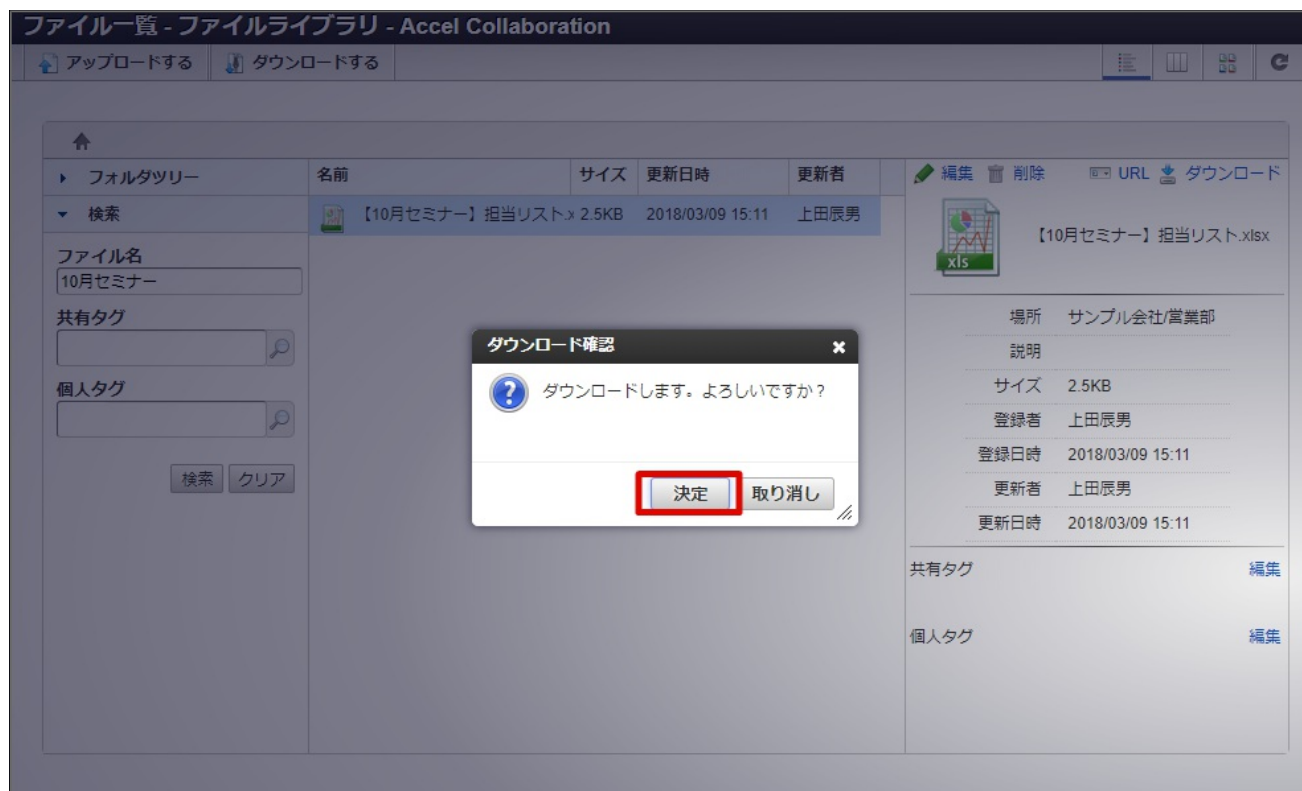 ファイル一覧 - ファイルライブラリ - Accel Collaboration
アップロードする ダウンロードする
フォルダツリー
検索
ファイル名
10月セミナー
共有タグ
個人タグ
検索 クリア
名前 サイズ 更新日時 更新者
【10月セミナー】担当リスト.x 2.5KB 2018/03/09 15:11 上田辰男
ダウンロード確認
ダウンロードします。よろしいですか？
決定 取り消し
編集 削除 URL ダウンロード
xls
【10月セミナー】担当リスト.xlsx
場所 サンプル会社/営業部
説明
サイズ 2.5KB
登録者 上田辰男
登録日時 2018/03/09 15:11
更新者 上田辰男
更新日時 2018/03/09 15:11
共有タグ 編集
個人タグ 編集